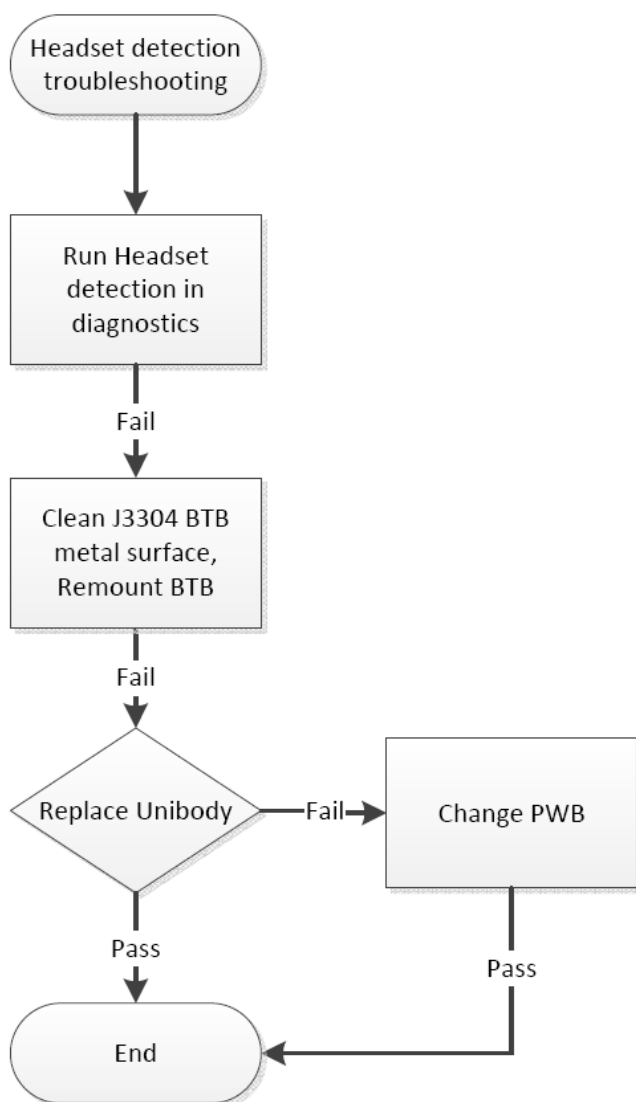 Headset detection
troubleshooting
Run Headset
detection in
diagnostics
Fail
Clean J3304 BTB
metal surface,
Remount BTB
Fail
Replace Unibody
Fail
Change PWB
Pass
Pass
End